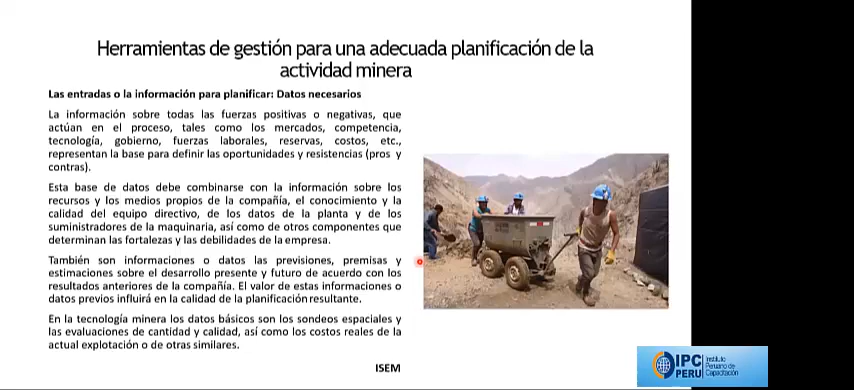 Herramientas de gestión para una adecuada planificación de la
actividad minera
Las entradas o la información para planificar: Datos necesarios
La información sobre todas las fuerzas positivas o negativas, que
actúan en el proceso, tales como los mercados, competencia,
tecnología, gobierno, fuerzas laborales, reservas, costos, etc.,
representan la base para definir las oportunidades y resistencias (pros y
contras).
Esta base de datos debe combinarse con la información sobre los
recursos y los medios propios de la compañía, el conocimiento y la
calidad del equipo directivo, de los datos de la planta y de los
suministradores de la maquinaria, así como de otros componentes que
determinan las fortalezas y las debilidades de la empresa.
También son informaciones o datos las previsiones, premisas y
estimaciones sobre el desarrollo presente y futuro de acuerdo con los
resultados anteriores de la compañía. El valor de estas informaciones o
datos previos influirá en la calidad de la planificación resultante.
En la tecnología minera los datos básicos son los sondeos espaciales y
las evaluaciones de cantidad y calidad, así como los costos reales de la
actual explotación o de otras similares.
ISEM
IPC
PERU
Instituto
Peruano de
Capacitación